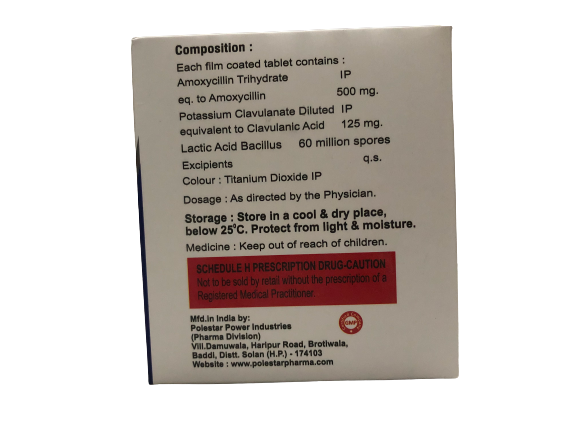 Composition :
Each film coated tablet contains :
Amoxycillin Trihydrate IP
eq. to Amoxycillin 500 mg.
Potassium Clavulanate Diluted IP
equivalent to Clavulanic Acid 125 mg.
Lactic Acid Bacillus 60 million spores
Excipients q.s.
Colour : Titanium Dioxide IP
Dosage : As directed by the Physician.
Storage : Store in a cool & dry place,
below 25°C. Protect from light & moisture.
Medicine : Keep out of reach of children.
SCHEDULE H PRESCRIPTION DRUG-CAUTION
Not to be sold by retail without the prescription of a
Registered Medical Practitioner.
Mfd.in India by:
Polestar Power Industries
(Pharma Division)
Vill.Damuwala, Haripur Road, Brotiwala,
Baddi, Distt. Solan (H.P.) - 174103
Website : www.polestarpharma.com
GMP